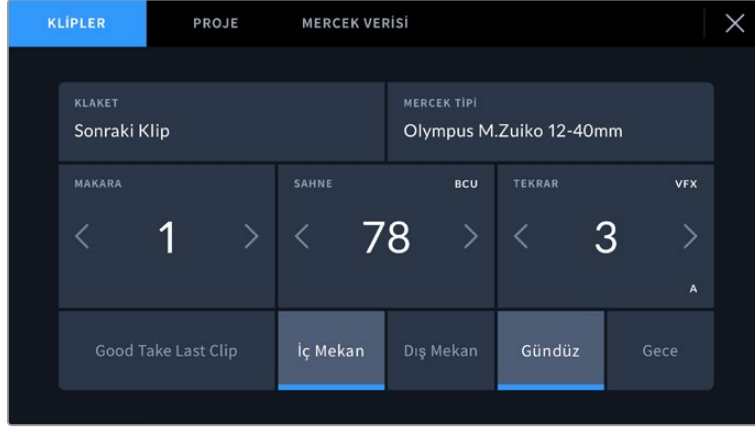 KLİPLER PROJE MERCEK VERİSİ
KLAKET MERCEK TİPİ
Sonraki Klip Olympus M.Zuiko 12-40mm
MAKARA SAHNE BCU TEKRAR VFX
1 78 3
A
Good Take Last Clip İç Mekan Dış Mekan Gündüz Gece